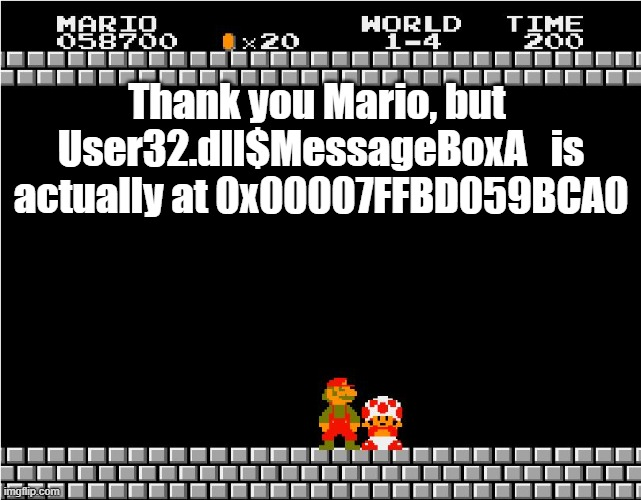 MARIO WORLD TIME
058700 ×20 1-4 200
Thank you Mario, but
User32.dll$MessageBoxA is
actually at 0x00007FFBD059BCA0
imgflip.com